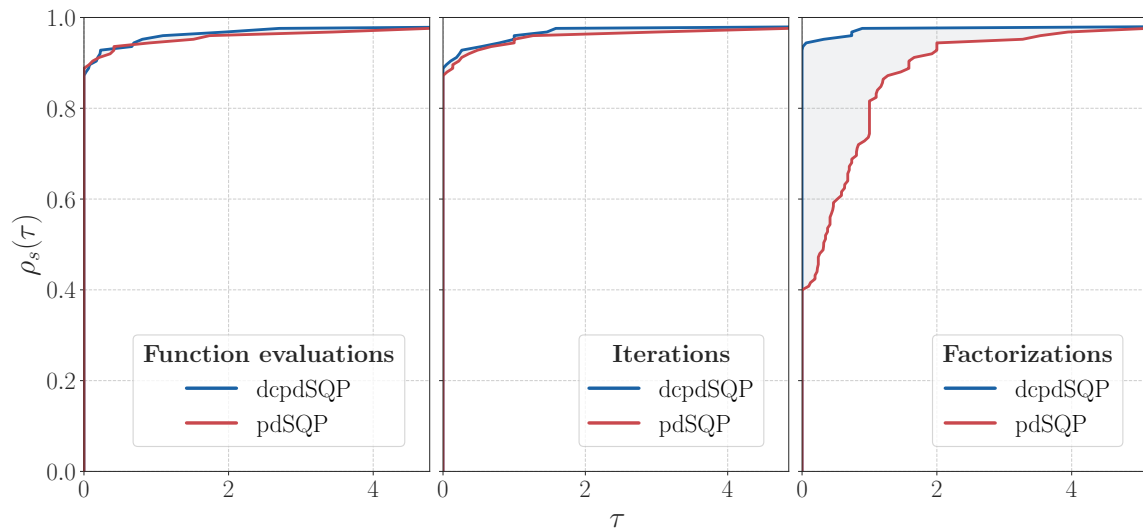 1.0
0.8
0.6
0.4
0.2
0.0
ρ_s(τ)
Function evaluations
dcpdSQP
pdSQP
0 2 4
Iterations
dcpdSQP
pdSQP
0 2 4
Factorizations
dcpdSQP
pdSQP
0 2 4
τ